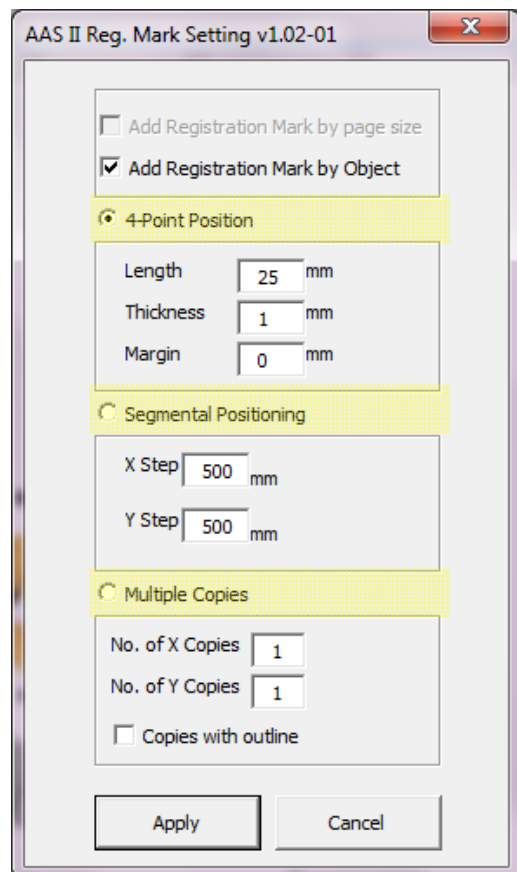 AAS II Reg. Mark Setting v1.02-01
Add Registration Mark by page size
Add Registration Mark by Object
4-Point Position
Length 25 mm
Thickness 1 mm
Margin 0 mm
Segmental Positioning
X Step 500 mm
Y Step 500 mm
Multiple Copies
No. of X Copies 1
No. of Y Copies 1
Copies with outline
Apply Cancel